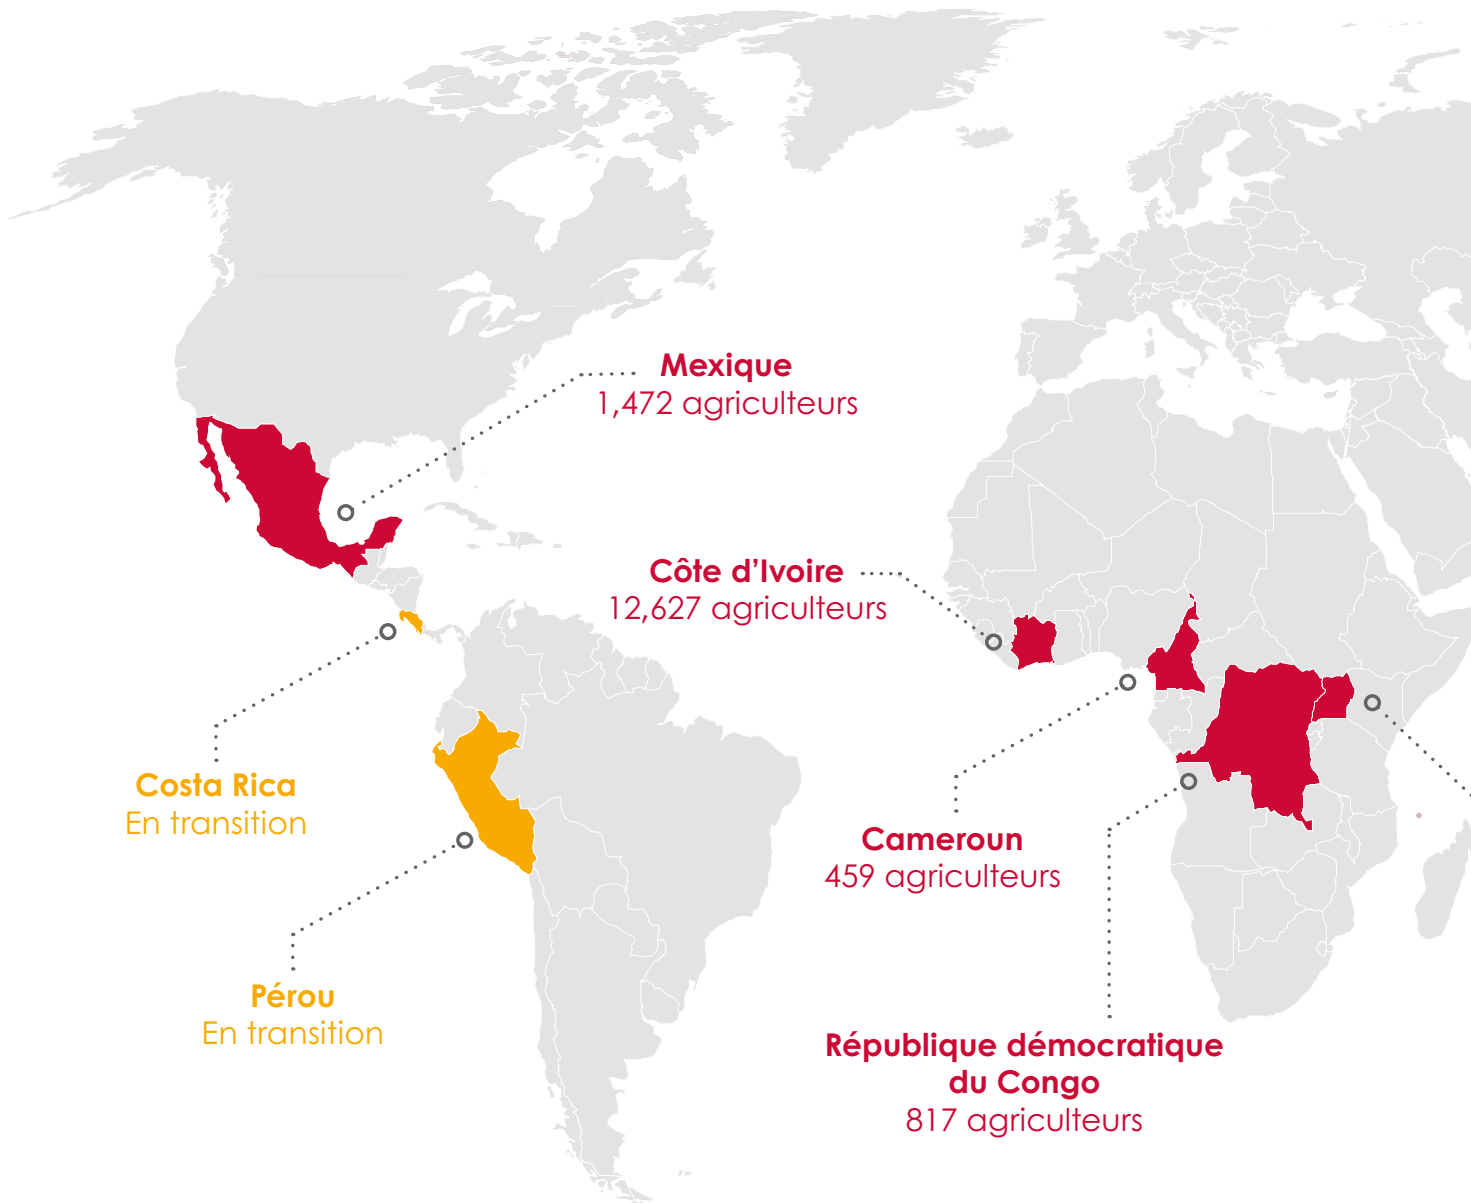 Mexique
1,472 agriculteurs
Côte d’Ivoire
12,627 agriculteurs
Costa Rica
En transition
Cameroun
459 agriculteurs
Pérou
En transition
République démocratique
du Congo
817 agriculteurs